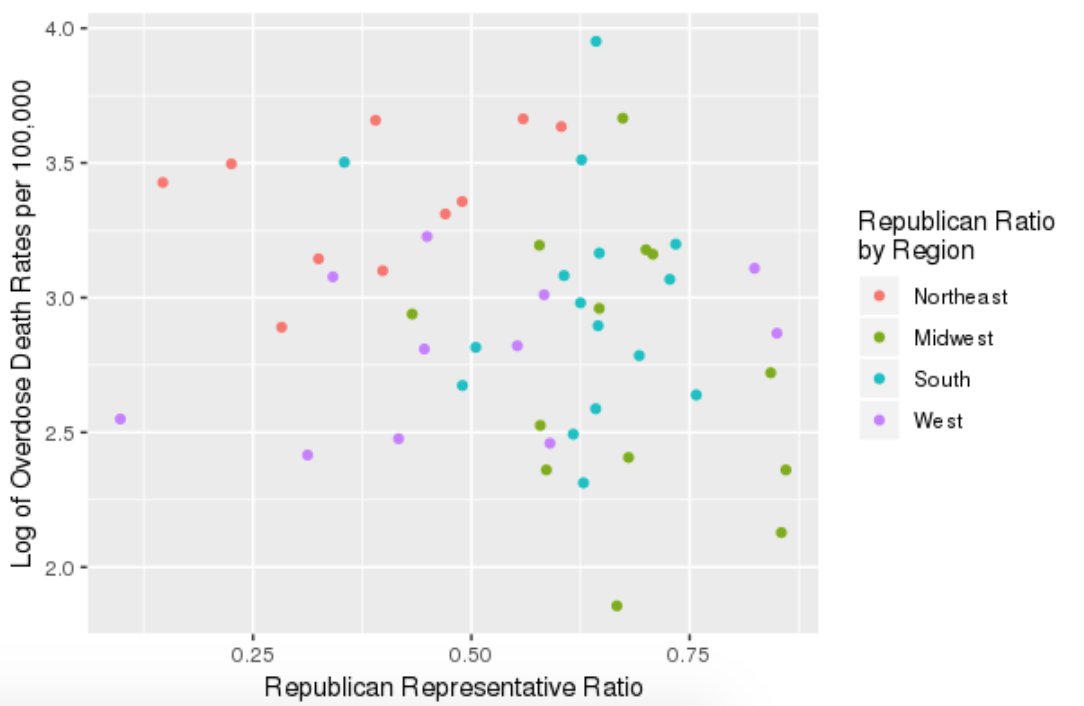 4.0
3.5
3.0
2.5
2.0
Log of Overdose Death Rates per 100,000
0.25
0.50
0.75
Republican Representative Ratio
Republican Ratio
by Region
Northeast
Midwest
South
West